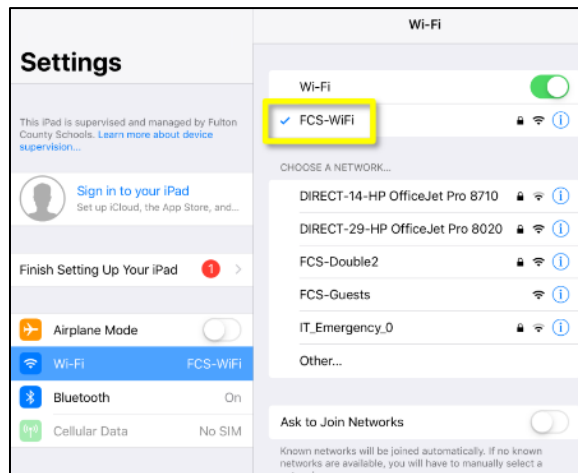 Settings
This iPad is supervised and managed by Fulton
County Schools. Learn more about device
supervision...
Sign in to your iPad
Set up iCloud, the App Store, and...
Finish Setting Up Your iPad 1
Airplane Mode
Wi-Fi FCS-WiFi
Bluetooth On
Cellular Data No SIM
Wi-Fi
Wi-Fi
FCS-WiFi
CHOOSE A NETWORK...
DIRECT-14-HP OfficeJet Pro 8710
DIRECT-29-HP OfficeJet Pro 8020
FCS-Double2
FCS-Guests
IT_Emergency_0
Other...
Ask to Join Networks
Known networks will be joined automatically. If no known
networks are available, you will have to manually select a